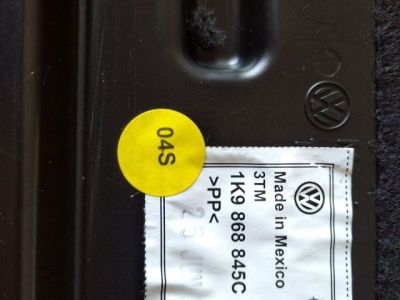 04S
Made in Mexico
3TM
1K9 868 845C
>PP<